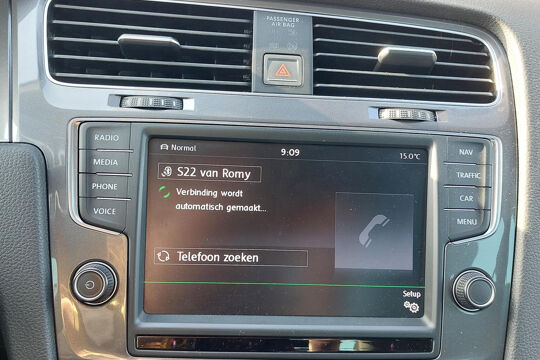 PASSENGER
AIR BAG
RADIO
MEDIA
PHONE
VOICE
Normal
9:09
15.0°C
S22 van Romy
Verbinding wordt
automatisch gemaakt...
Telefoon zoeken
Setup
NAV
TRAFFIC
CAR
MENU